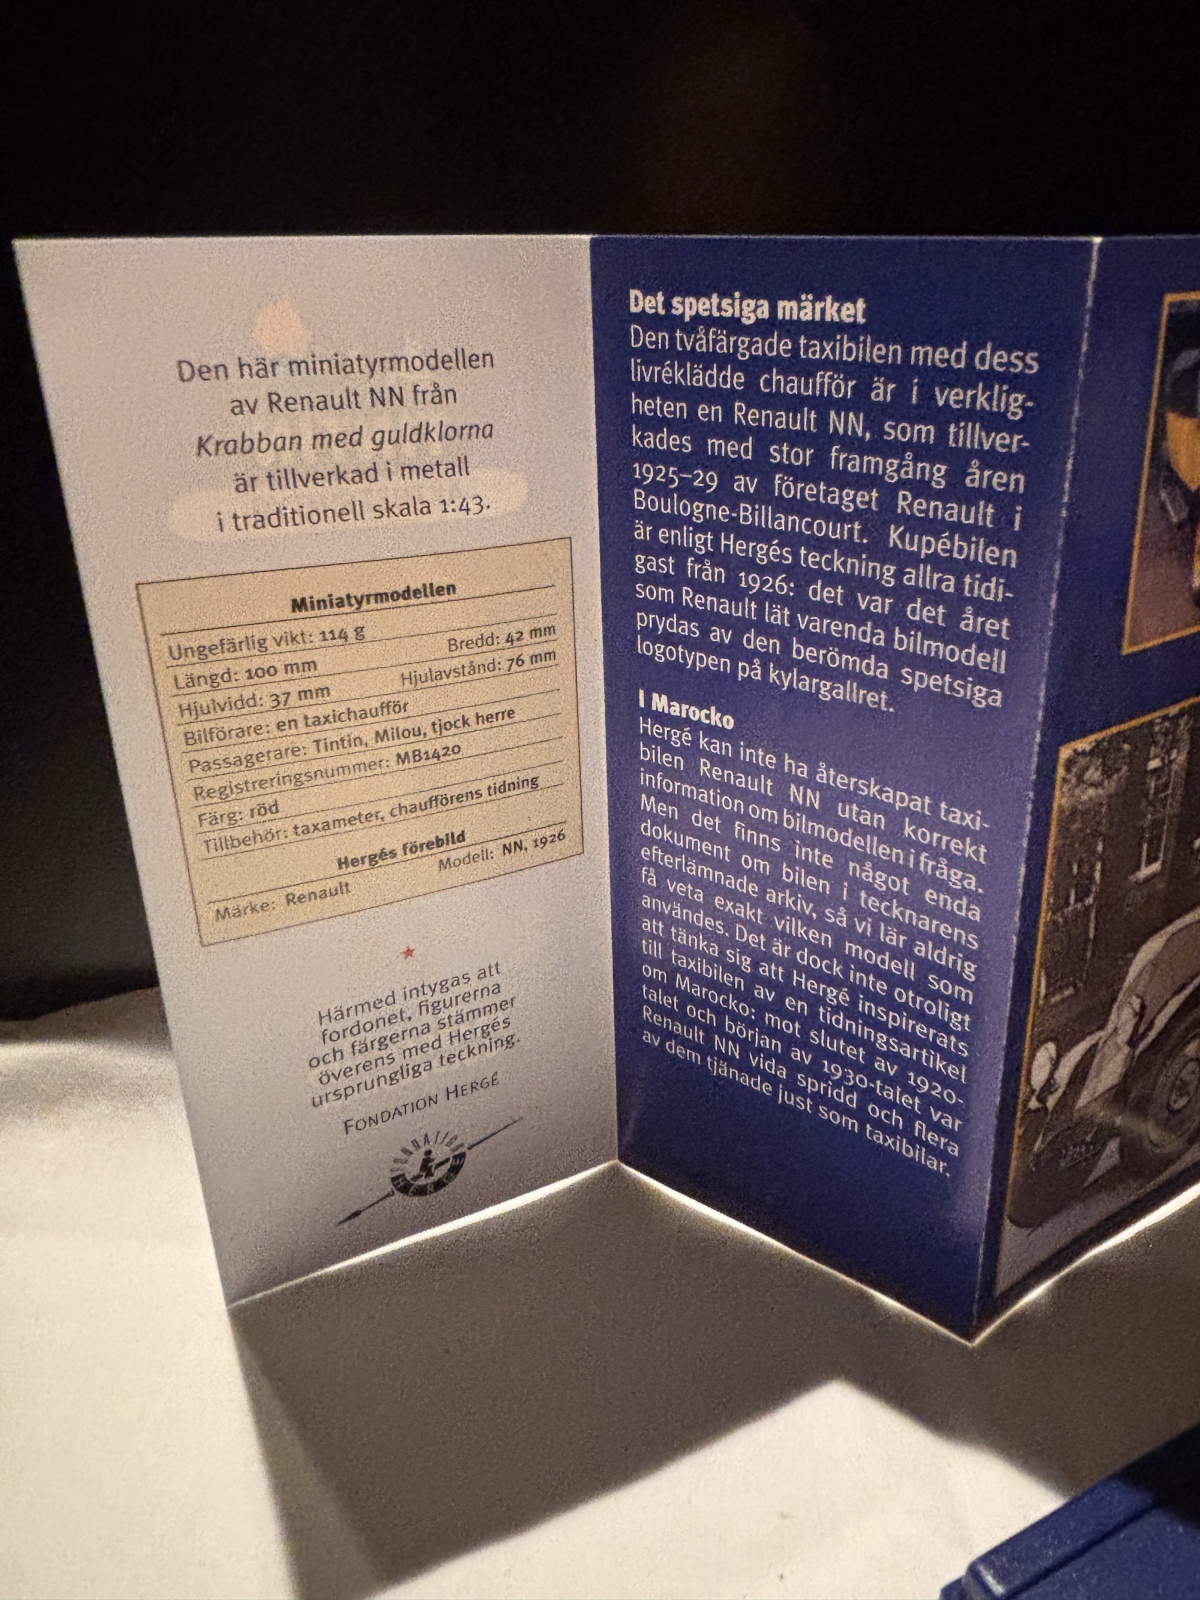 Den här miniatyrmodellen
av Renault NN från
Krabban med guldklorna
är tillverkad i metall
i traditionell skala 1:43.
Miniatyrmodellen
Ungefärlig vikt: 114 g
Längd: 100 mm Bredd: 42 mm
Hjulvidd: 37 mm Hjulavstånd: 76 mm
Bilförare: en taxichaufför
Passagerare: Tintin, Milou, tjock herre
Registreringsnummer: MB1420
Färg: röd
Tillbehör: taxameter, chaufförens tidning
Hergés förebild
Märke: Renault Modell: NN, 1926
Härmed intygas att
fordonet, figurerna
och färgerna stämmer
överens med Hergés
ursprungliga teckning.
FONDATION HERGÉ
FONDATION
HERGÉ
Det spetsiga märket
Den tvåfärgade taxibilen med dess
livréklädde chaufför är i verklig-
heten en Renault NN, som tillver-
kades med stor framgång åren
1925–29 av företaget Renault i
Boulogne-Billancourt. Kupébilen
är enligt Hergés teckning allra tidi-
gast från 1926: det var det året
som Renault lät varenda bilmodell
prydas av den berömda spetsiga
logotypen på kylargallret.
I Marocko
Hergé kan inte ha återskapat taxi-
bilen Renault NN utan korrekt
information om bilmodellen i fråga.
Men det finns inte något enda
dokument om bilen i tecknarens
efterlämnade arkiv, så vi lär aldrig
få veta exakt vilken modell som
användes. Det är dock inte otroligt
att tänka sig att Hergé inspirerats
till taxibilen av en tidningsartikel
om Marocko: mot slutet av 1920-
talet och början av 1930-talet var
Renault NN vida spridd och flera
av dem tjänade just som taxibilar.